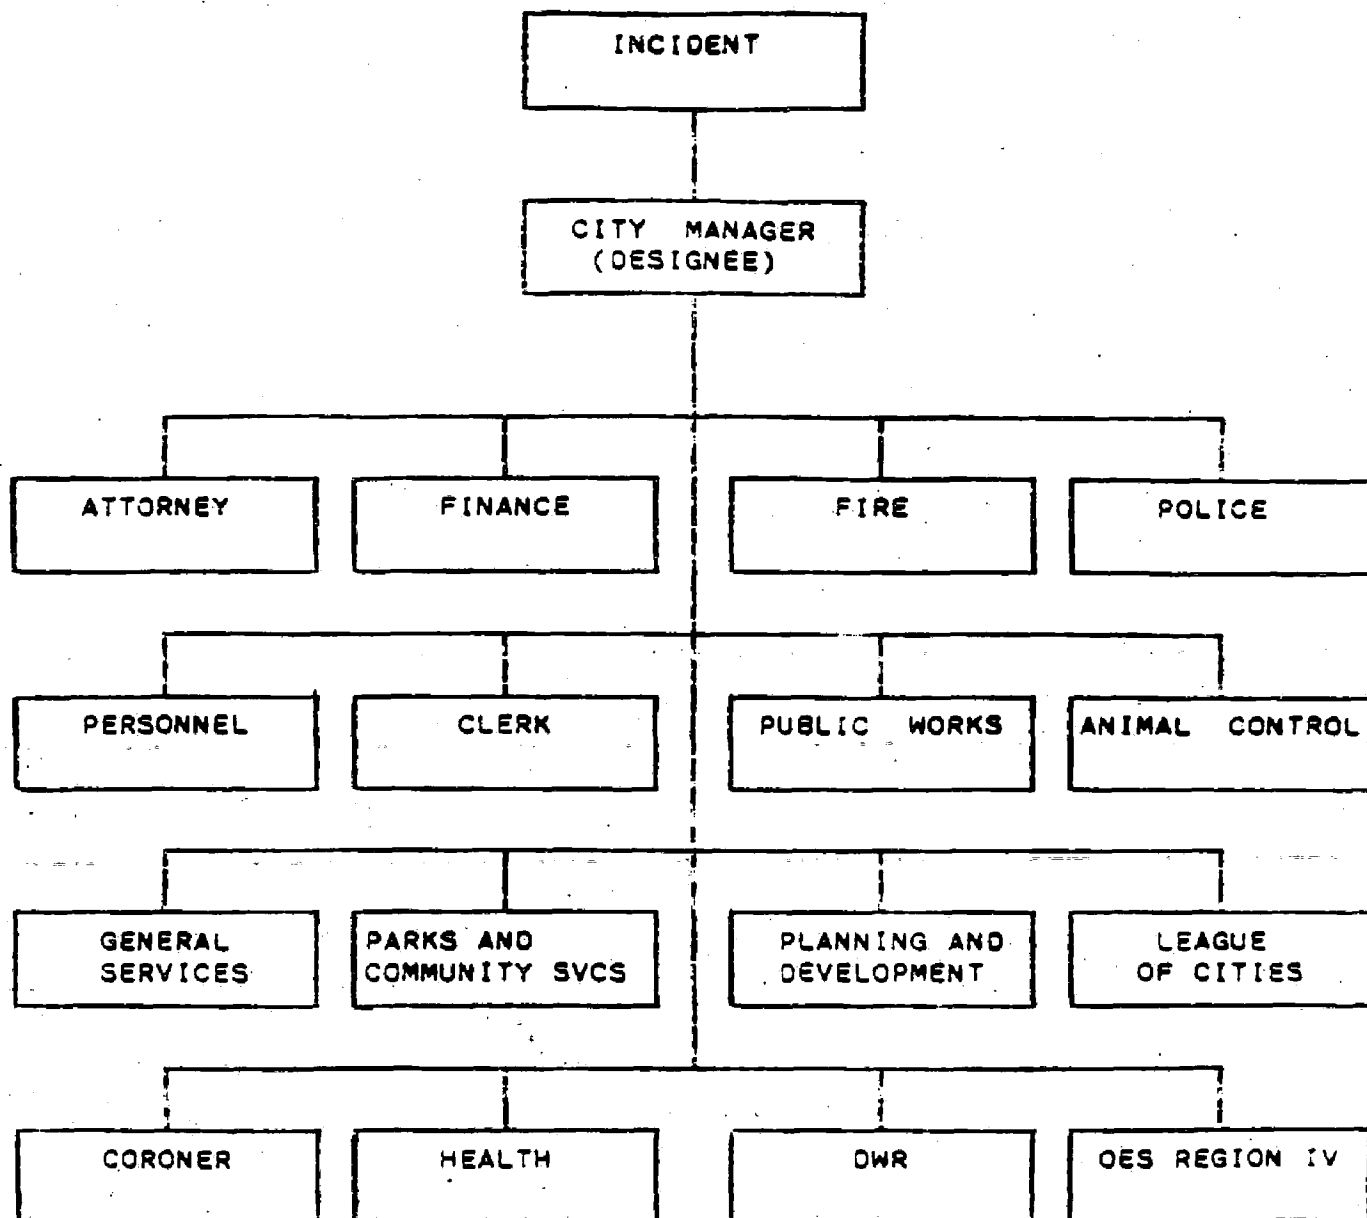 INCIDENT
CITY MANAGER
(DESIGNEE)
ATTORNEY
FINANCE
FIRE
POLICE
PERSONNEL
CLERK
PUBLIC WORKS
ANIMAL CONTROL
GENERAL
SERVICES
PARKS AND
COMMUNITY SVCS
PLANNING AND
DEVELOPMENT
LEAGUE
OF CITIES
CORONER
HEALTH
DWR
OES REGION IV